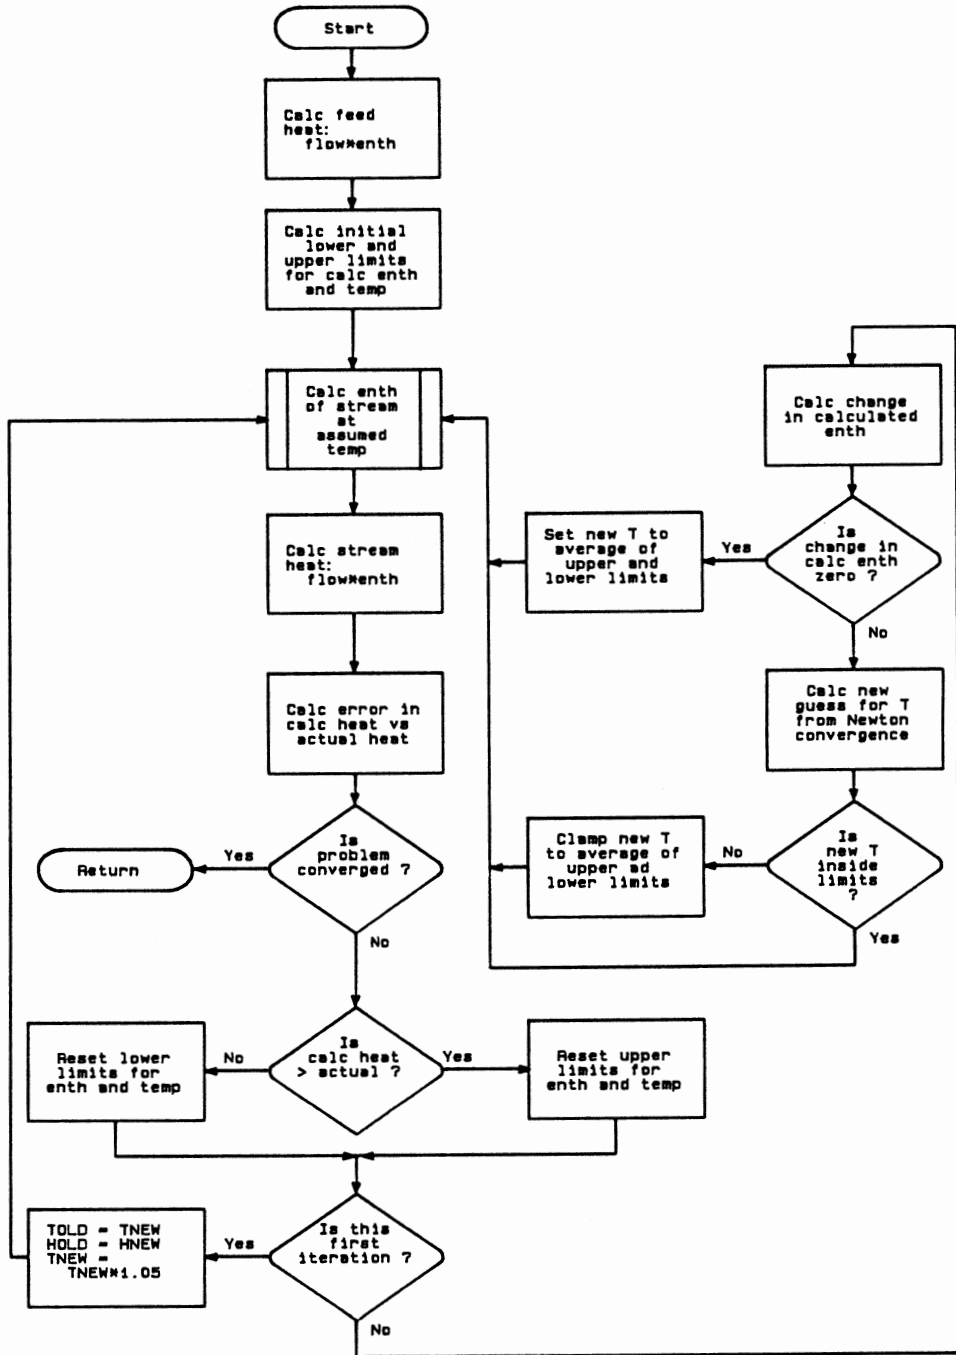 Start
Calc feed
heat:
flow*enth
Calc initial
lower and
upper limits
for calc enth
and temp
Calc enth
of stream
at
assumed
temp
Calc stream
heat:
flow*enth
Calc error in
calc heat vs
actual heat
Is
problem
converged ?
Yes
Return
No
Is
calc heat
> actual ?
No
Reset lower
limits for
enth and temp
Yes
Reset upper
limits for
enth and temp
Is this
first
iteration ?
Yes
TOLD = TNEW
HOLD = HNEW
TNEW =
TNEW*1.05
No
Calc change
in calculated
enth
Is
change in
calc enth
zero ?
Yes
Set new T to
average of
upper and
lower limits
No
Calc new
guess for T
from Newton
convergence
Is
new T
inside
limits
?
No
Clamp new T
to average of
upper ad
lower limits
Yes